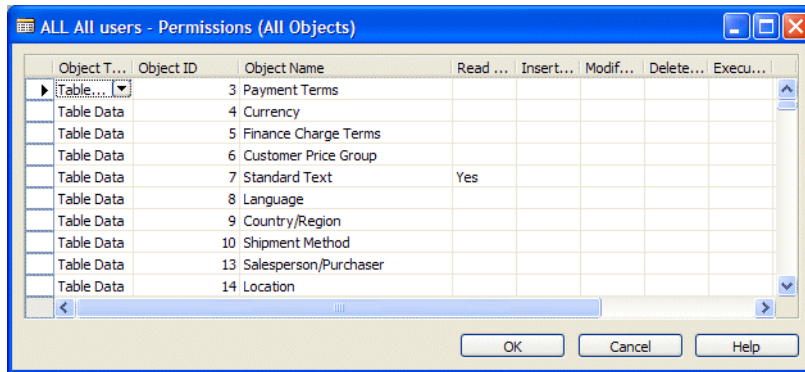 ALL All users - Permissions (All Objects)
Object T... Object ID Object Name Read ... Insert... Modif... Delete... Execu...
Table... 3 Payment Terms
Table Data 4 Currency
Table Data 5 Finance Charge Terms
Table Data 6 Customer Price Group
Table Data 7 Standard Text Yes
Table Data 8 Language
Table Data 9 Country/Region
Table Data 10 Shipment Method
Table Data 13 Salesperson/Purchaser
Table Data 14 Location
OK Cancel Help